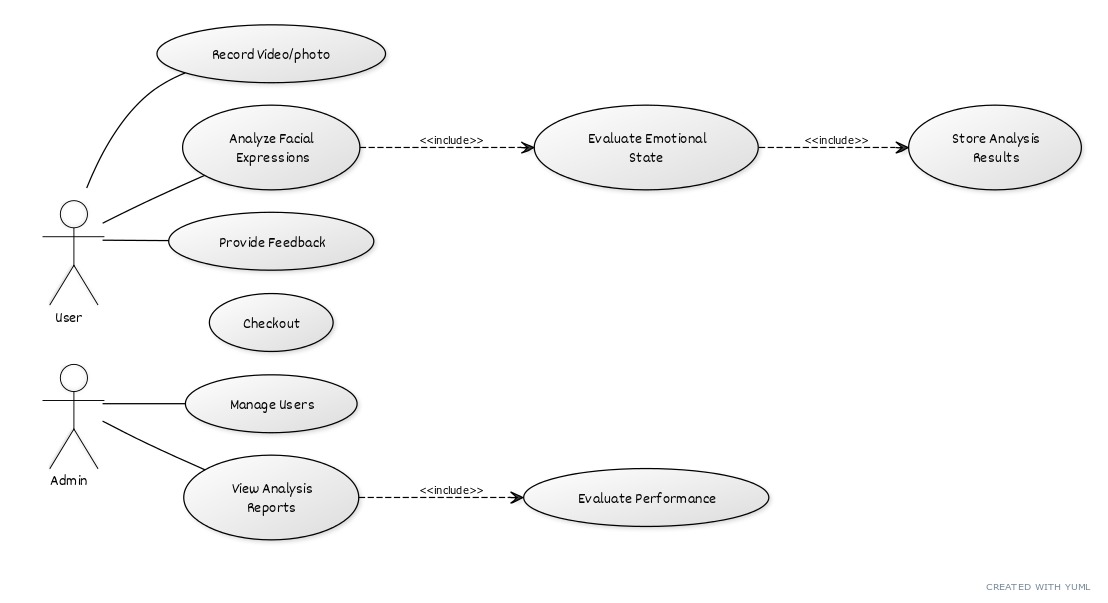 Record Video/photo
Analyze Facial
Expressions
<<include>>
Evaluate Emotional
State
<<include>>
Store Analysis
Results
Provide Feedback
User
Checkout
Manage Users
Admin
View Analysis
Reports
<<include>>
Evaluate Performance
CREATED WITH YUML